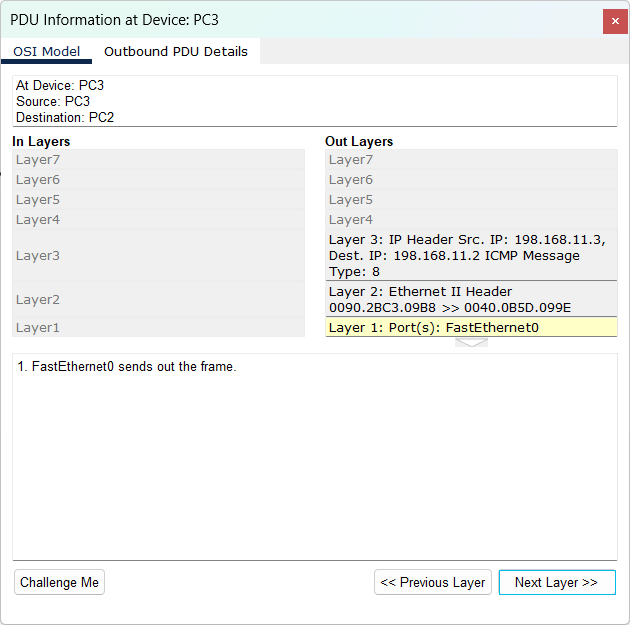 PDU Information at Device: PC3
OSI Model
Outbound PDU Details
At Device: PC3
Source: PC3
Destination: PC2
In Layers
Layer7
Layer6
Layer5
Layer4
Layer3
Layer2
Layer1
Out Layers
Layer7
Layer6
Layer5
Layer4
Layer 3: IP Header Src. IP: 198.168.11.3,
Dest. IP: 198.168.11.2 ICMP Message
Type: 8
Layer 2: Ethernet II Header
0090.2BC3.09B8 >> 0040.0B5D.099E
Layer 1: Port(s): FastEthernet0
1. FastEthernet0 sends out the frame.
Challenge Me
<< Previous Layer
Next Layer >>